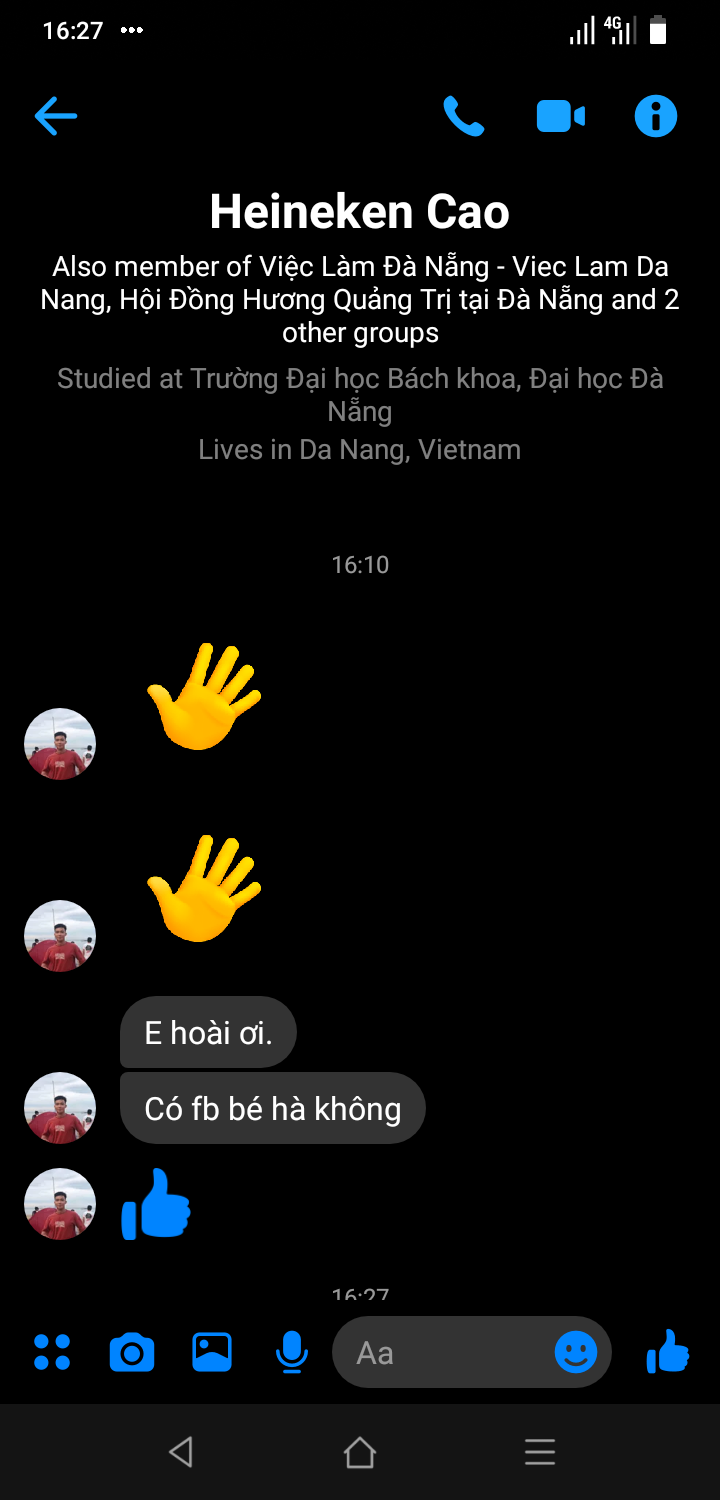 16:27
4G
Heineken Cao
Also member of Việc Làm Đà Nẵng - Viec Lam Da
Nang, Hội Đồng Hương Quảng Trị tại Đà Nẵng and 2
other groups
Studied at Trường Đại học Bách khoa, Đại học Đà
Nẵng
Lives in Da Nang, Vietnam
16:10
E hoài ơi.
Có fb bé hà không
16:27
Aa